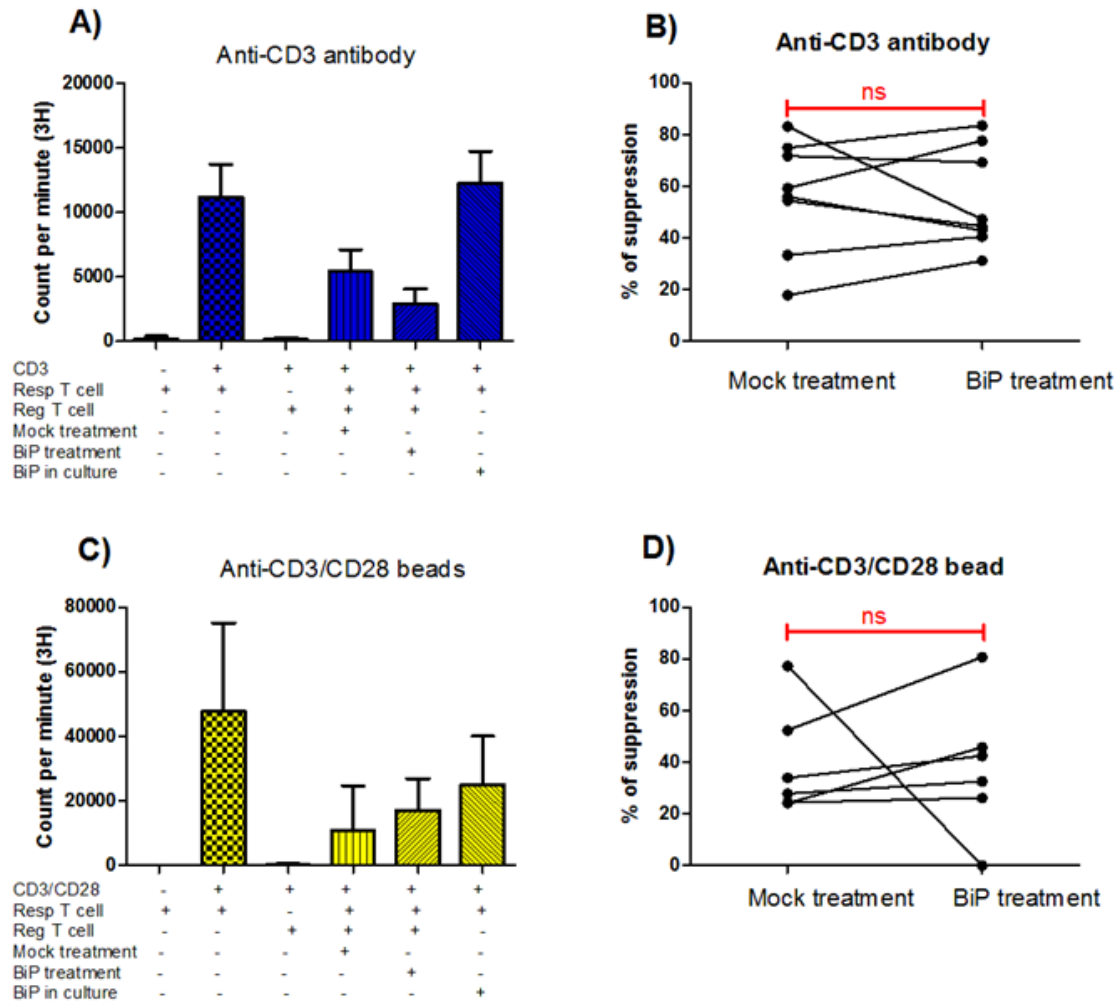 A)
Anti-CD3 antibody
Count per minute (3H)
20000
15000
10000
5000
0
CD3 - + + + + +
Resp T cell + + - + + +
Reg T cell - - + + + -
Mock treatment - - - + - -
BiP treatment - - - - + -
BiP in culture - - - - - +
B)
Anti-CD3 antibody
% of suppression
100
80
60
40
20
0
ns
Mock treatment BiP treatment
C)
Anti-CD3/CD28 beads
Count per minute (3H)
80000
60000
40000
20000
0
CD3/CD28 - + + + + +
Resp T cell + + - + + +
Reg T cell - - + + + -
Mock treatment - - - + - -
BiP treatment - - - - + -
BiP in culture - - - - - +
D)
Anti-CD3/CD28 bead
% of suppression
100
80
60
40
20
0
ns
Mock treatment BiP treatment